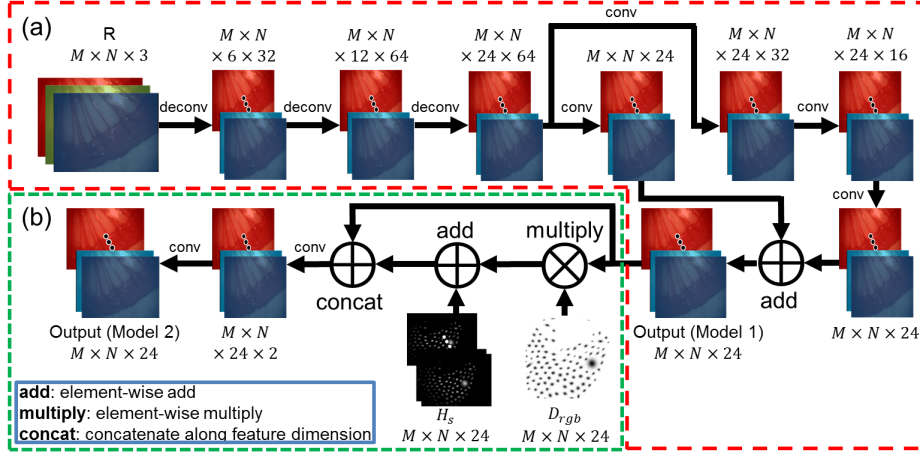 (a)
R
M × N × 3
deconv
M × N
× 6 × 32
deconv
M × N
× 12 × 64
deconv
M × N
× 24 × 64
conv
conv
M × N × 24
M × N
× 24 × 32
conv
M × N
× 24 × 16
conv
(b)
conv
conv
concat
add
multiply
add
Output (Model 2)
M × N × 24
M × N
× 24 × 2
Output (Model 1)
M × N × 24
M × N × 24
H_s
M × N × 24
D_rgb
M × N × 24
add: element-wise add
multiply: element-wise multiply
concat: concatenate along feature dimension